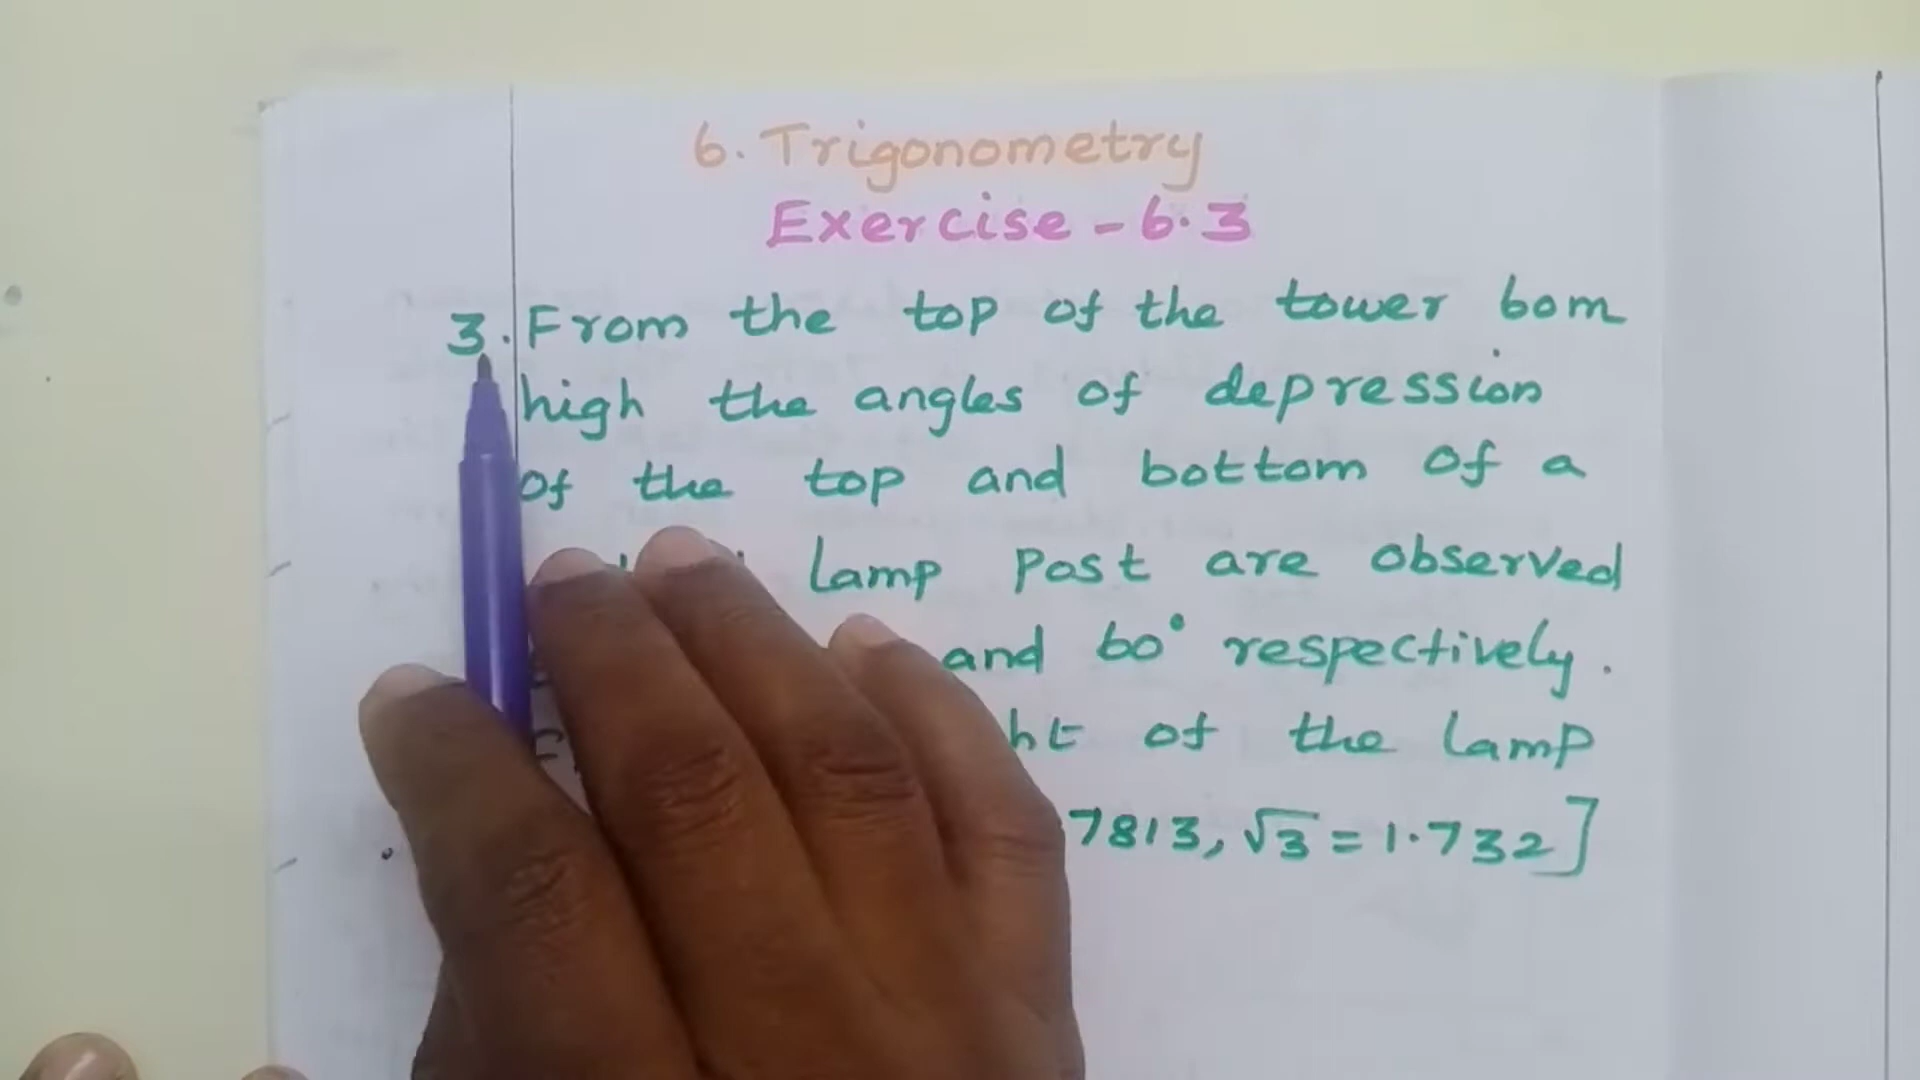 6. Trigonometry
Exercise - 6.3
3. From the top of the tower 60m
high the angles of depression
of the top and bottom of a
lamp post are observed
and 60° respectively.
of the lamp
7813, √3 = 1.732]